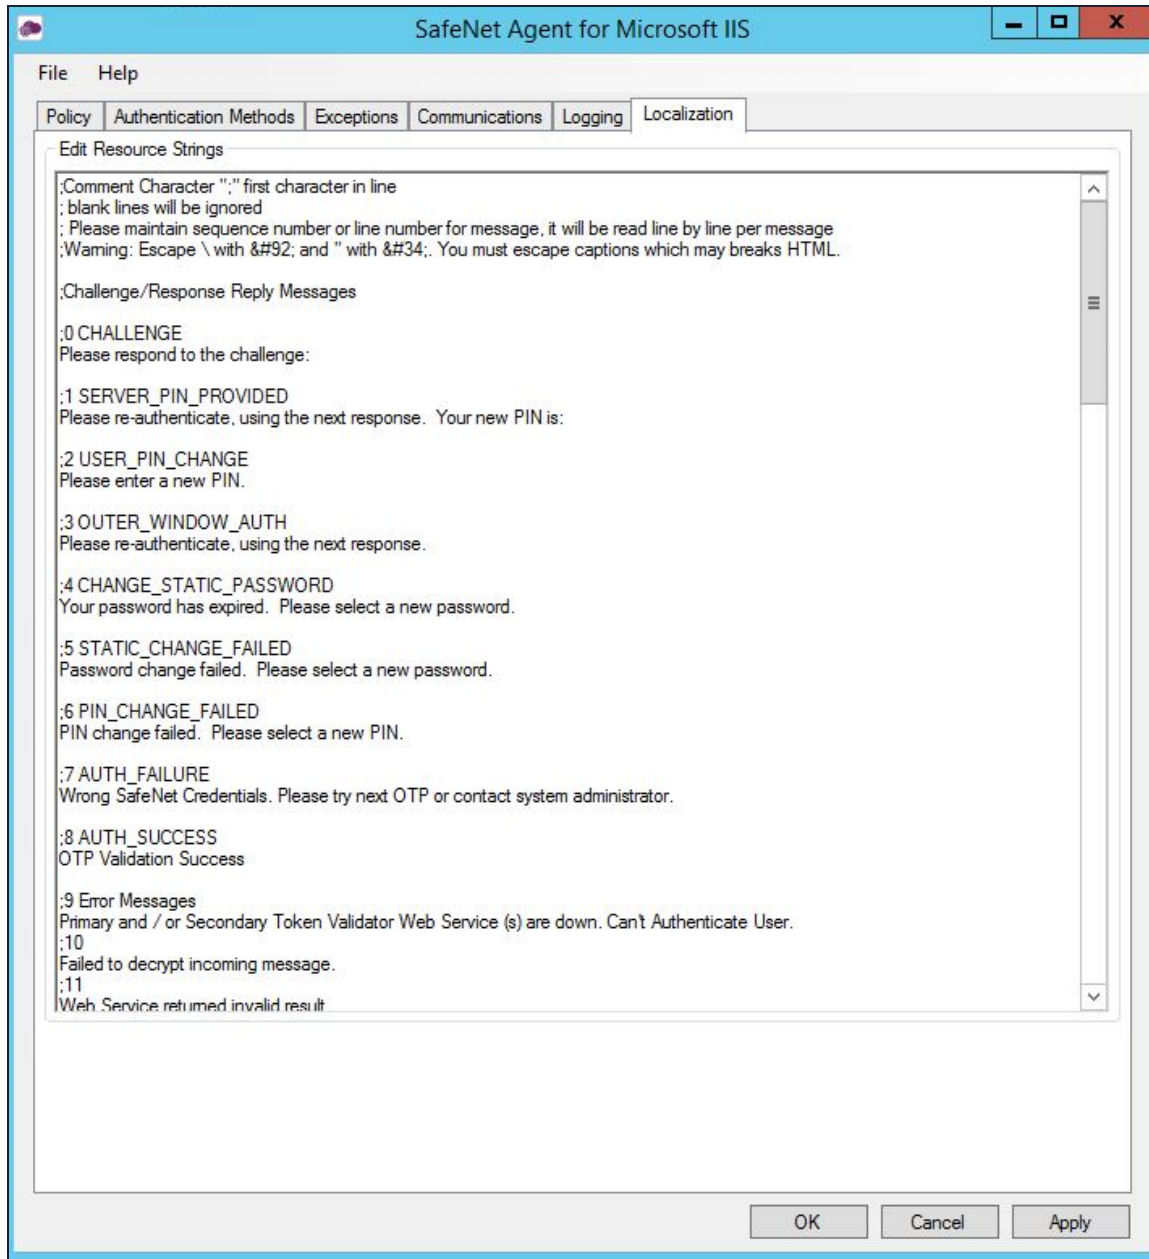 SafeNet Agent for Microsoft IIS
File Help
Policy Authentication Methods Exceptions Communications Logging Localization
Edit Resource Strings
;Comment Character ";" first character in line
; blank lines will be ignored
; Please maintain sequence number or line number for message, it will be read line by line per message
;Warning: Escape \ with &#92; and " with &#34;. You must escape captions which may breaks HTML.
;Challenge/Response Reply Messages
;0 CHALLENGE
Please respond to the challenge:
;1 SERVER_PIN_PROVIDED
Please re-authenticate, using the next response.  Your new PIN is:
;2 USER_PIN_CHANGE
Please enter a new PIN.
;3 OUTER_WINDOW_AUTH
Please re-authenticate, using the next response.
;4 CHANGE_STATIC_PASSWORD
Your password has expired.  Please select a new password.
;5 STATIC_CHANGE_FAILED
Password change failed.  Please select a new password.
;6 PIN_CHANGE_FAILED
PIN change failed.  Please select a new PIN.
;7 AUTH_FAILURE
Wrong SafeNet Credentials. Please try next OTP or contact system administrator.
;8 AUTH_SUCCESS
OTP Validation Success
;9 Error Messages
Primary and / or Secondary Token Validator Web Service (s) are down. Can't Authenticate User.
;10
Failed to decrypt incoming message.
;11
Web Service returned invalid result
OK Cancel Apply